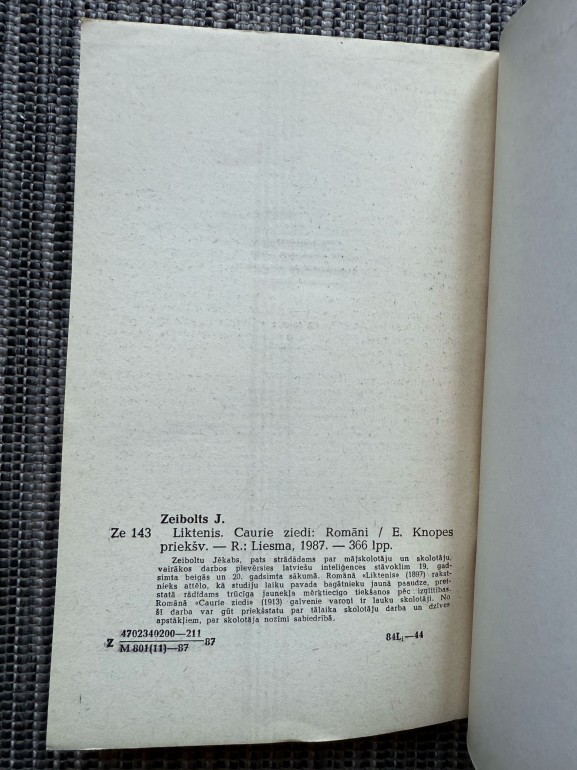 Zeibolts J.
Ze 143 Liktenis. Caurie ziedi: Romāni / E. Knopes
priekšv. — R.: Liesma, 1987. — 366 lpp.
Zeiboltu Jēkabs, pats strādādams par mājskolotāju un skolotāju,
vairākos darbos pievērsies latviešu inteliģences stāvoklim 19. gad-
simta beigās un 20. gadsimta sākumā. Romānā «Liktenis» (1897) rakst-
nieks attēlo, kā studiju laiku pavada bagātnieku jaunā paaudze, pret-
statā rādīdams trūcīga jaunekļa mērķtiecīgo tiekšanos pēc izglītības.
Romānā «Caurie ziedi» (1913) galvenie varoņi ir lauku skolotāji. No
šī darba var gūt priekšstatu par tālaika skolotāju darba un dzīves
apstākļiem, par skolotāja nozīmi sabiedrībā.
4702340200—211
Z 87
M 801(11)—87
84L₁—44